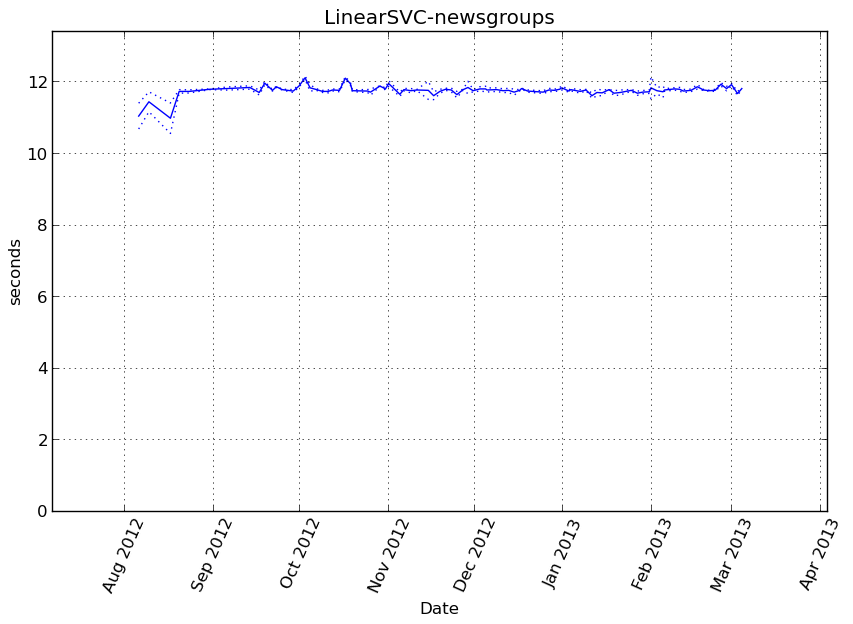 LinearSVC-newsgroups
seconds
12
10
8
6
4
2
0
Aug 2012
Sep 2012
Oct 2012
Nov 2012
Dec 2012
Jan 2013
Feb 2013
Mar 2013
Apr 2013
Date